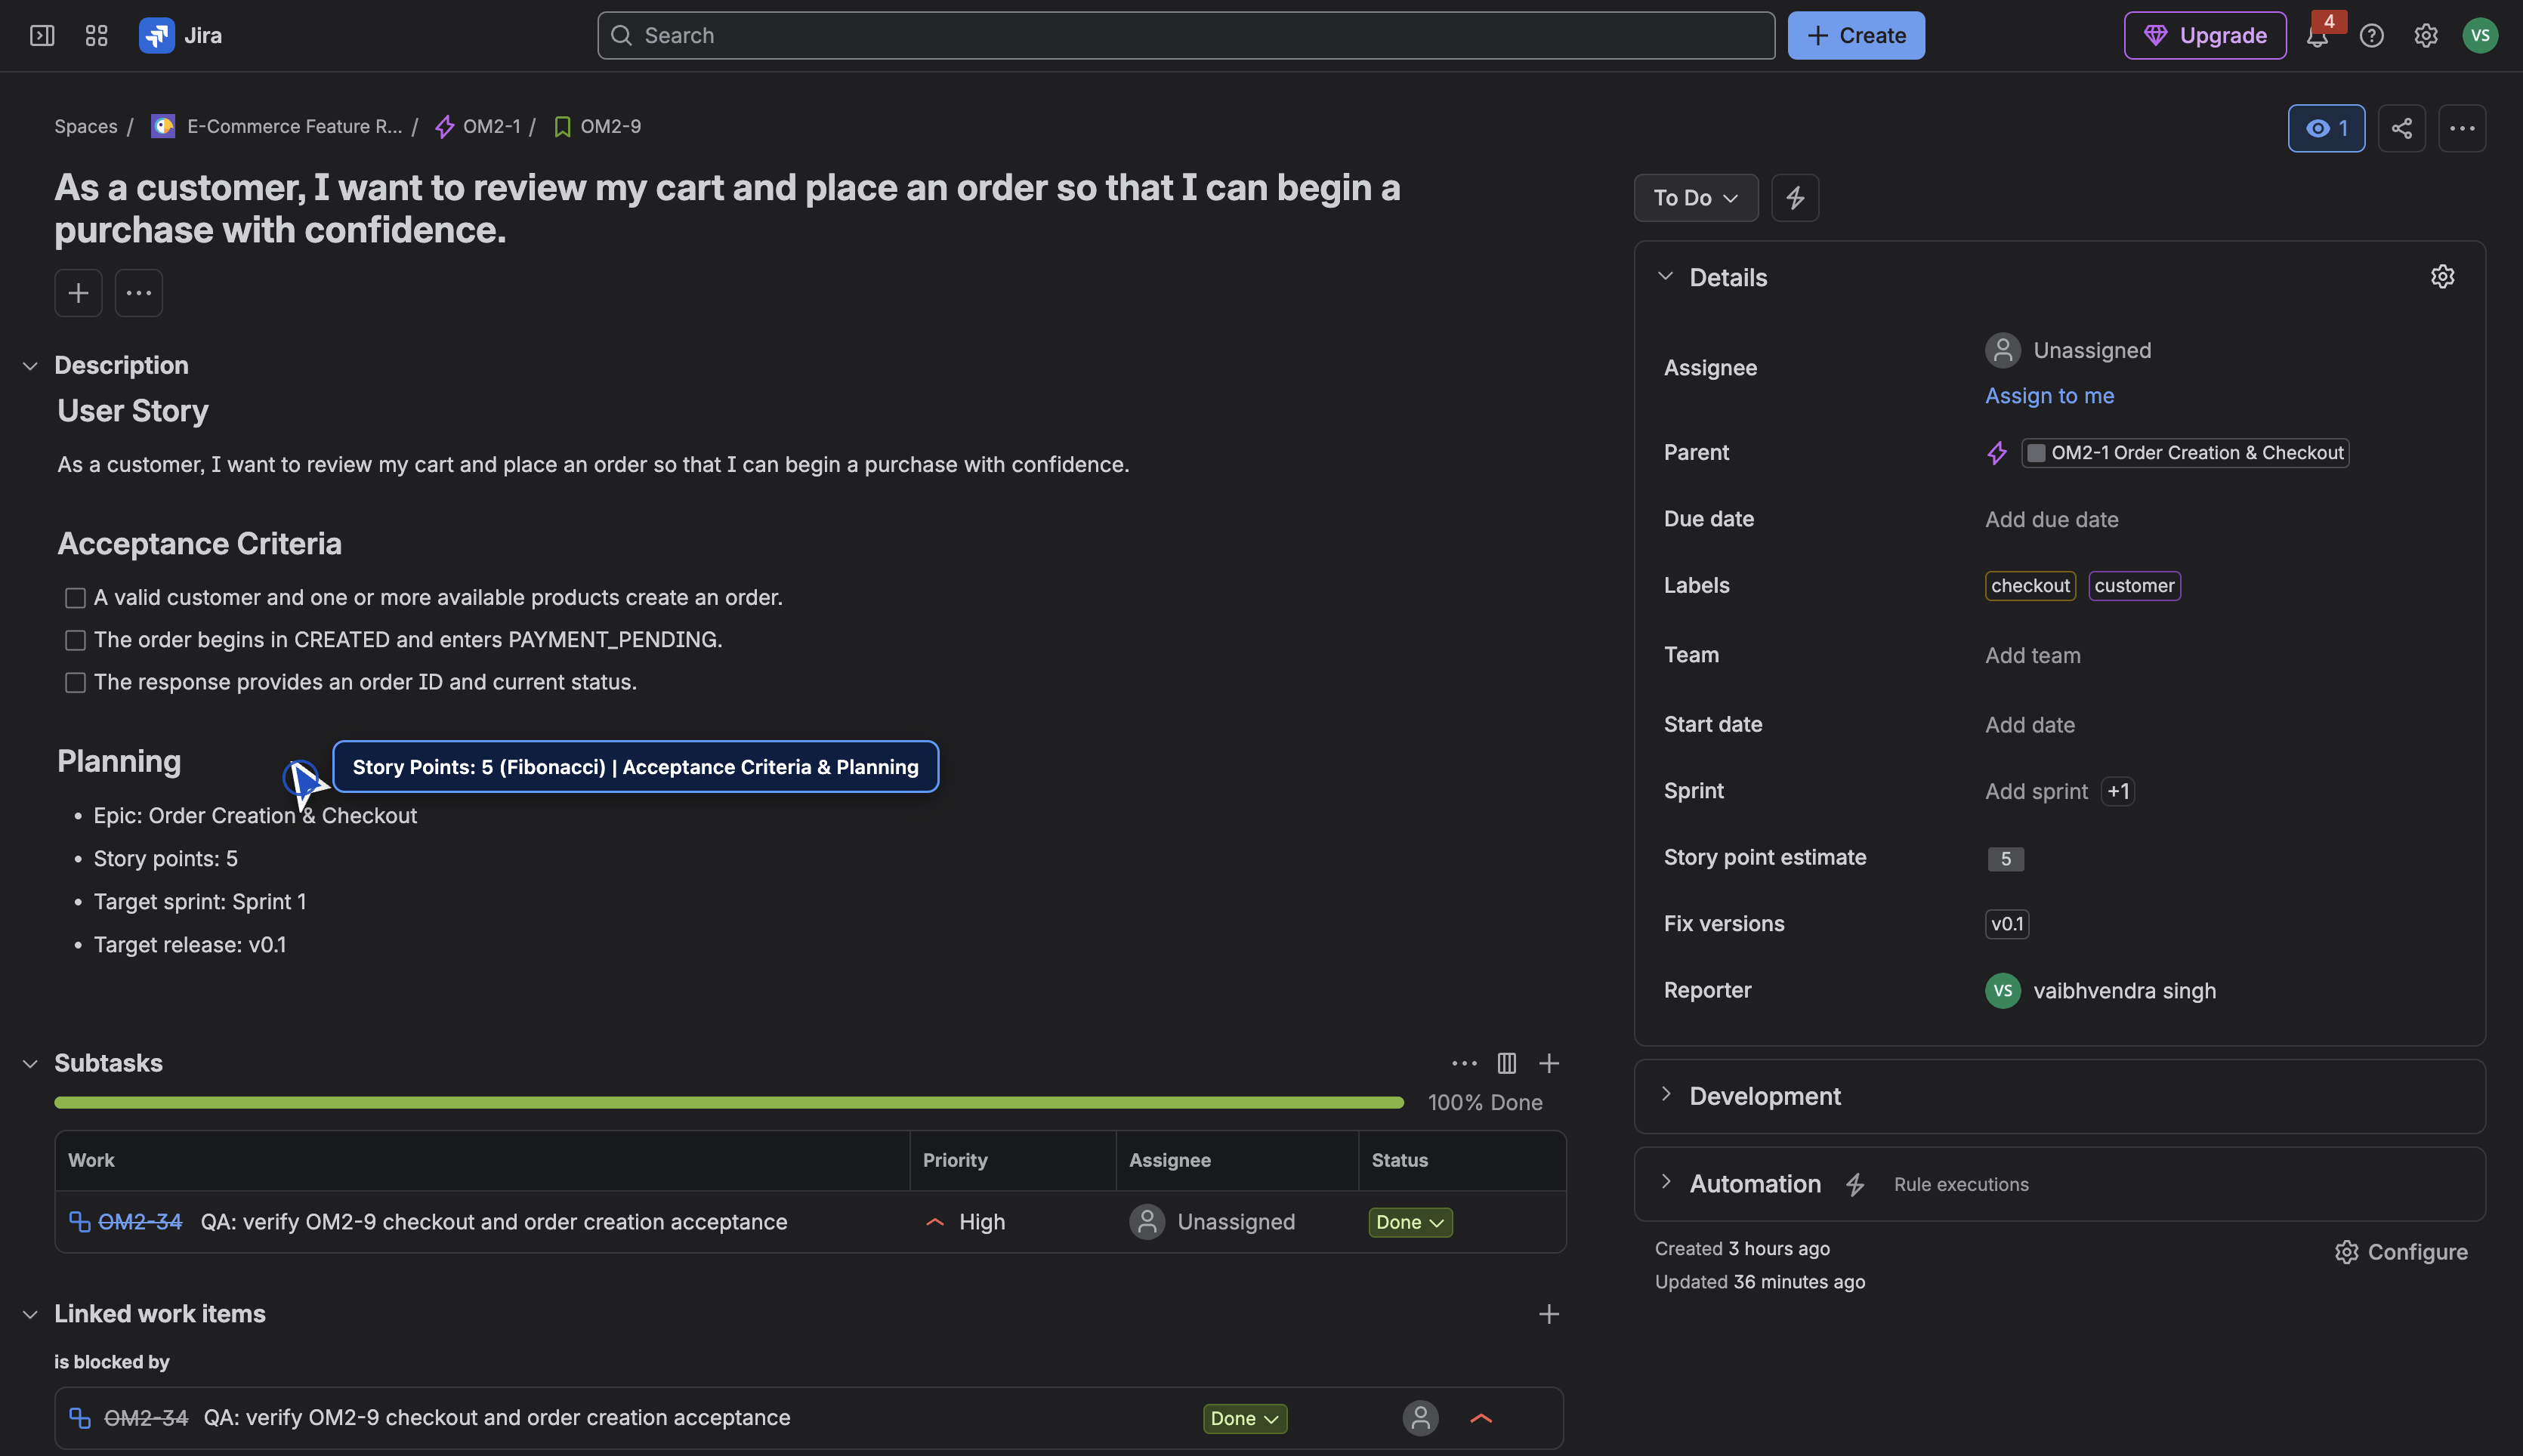 Jira
Search
Create
Upgrade
4
VS
Spaces /
E-Commerce Feature R... /
OM2-1 /
OM2-9
1
As a customer, I want to review my cart and place an order so that I can begin a
purchase with confidence.
To Do
Description
User Story
As a customer, I want to review my cart and place an order so that I can begin a purchase with confidence.
Acceptance Criteria
A valid customer and one or more available products create an order.
The order begins in CREATED and enters PAYMENT_PENDING.
The response provides an order ID and current status.
Planning
Story Points: 5 (Fibonacci) | Acceptance Criteria & Planning
• Epic: Order Creation & Checkout
• Story points: 5
• Target sprint: Sprint 1
• Target release: v0.1
Subtasks
100% Done
Work Priority Assignee Status
OM2-34 QA: verify OM2-9 checkout and order creation acceptance High Unassigned Done
Linked work items
is blocked by
OM2-34 QA: verify OM2-9 checkout and order creation acceptance Done
Details
Assignee Unassigned
Assign to me
Parent OM2-1 Order Creation & Checkout
Due date Add due date
Labels checkout customer
Team Add team
Start date Add date
Sprint Add sprint +1
Story point estimate 5
Fix versions v0.1
Reporter VS vaibhvendra singh
Development
Automation Rule executions
Created 3 hours ago
Updated 36 minutes ago
Configure